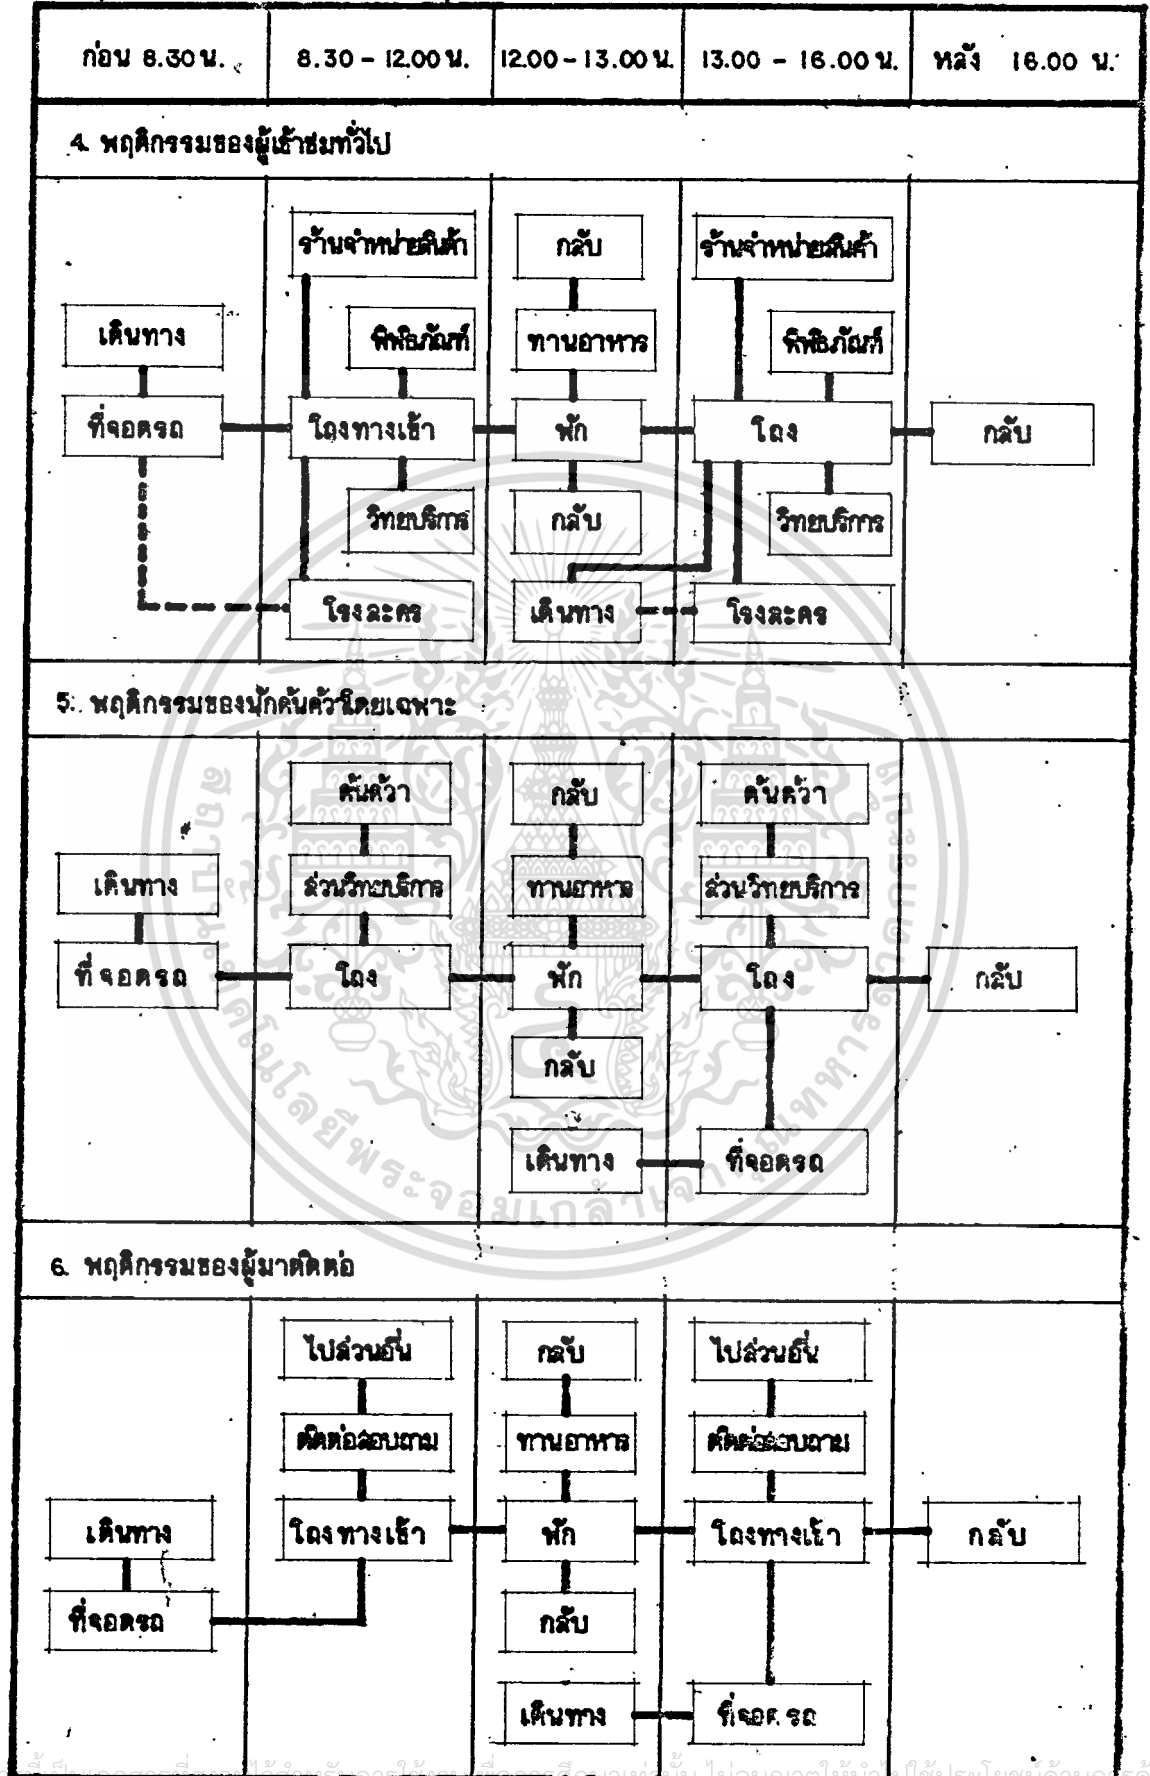 ก่อน 8.30 น. 8.30 - 12.00 น. 12.00 - 13.00 น. 13.00 - 16.00 น. หลัง 16.00 น.
4. พฤติกรรมของผู้เข้าชมทั่วไป
ร้านจำหน่ายสินค้า กลับ ร้านจำหน่ายสินค้า
เดินทาง พิพิธภัณฑ์ ทานอาหาร พิพิธภัณฑ์
ที่จอดรถ โถงทางเข้า พัก โถง กลับ
วิทยบริการ กลับ วิทยบริการ
โรงละคร เดินทาง โรงละคร
5. พฤติกรรมของนักค้นคว้าโดยเฉพาะ
ค้นคว้า กลับ ค้นคว้า
เดินทาง ส่วนวิทยบริการ ทานอาหาร ส่วนวิทยบริการ
ที่จอดรถ โถง พัก โถง กลับ
กลับ
เดินทาง ที่จอดรถ
6. พฤติกรรมของผู้มาติดต่อ
ไปส่วนอื่น กลับ ไปส่วนอื่น
ติดต่อสอบถาม ทานอาหาร ติดต่อสอบถาม
เดินทาง โถงทางเข้า พัก โถงทางเข้า กลับ
ที่จอดรถ กลับ
เดินทาง ที่จอดรถ